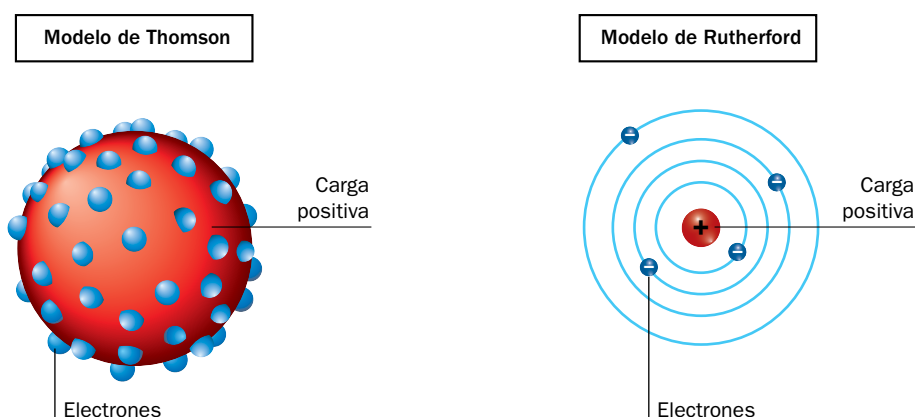 Modelo de Thomson
Carga
positiva
Electrones
Modelo de Rutherford
−
−
+
−
−
Carga
positiva
Electrones